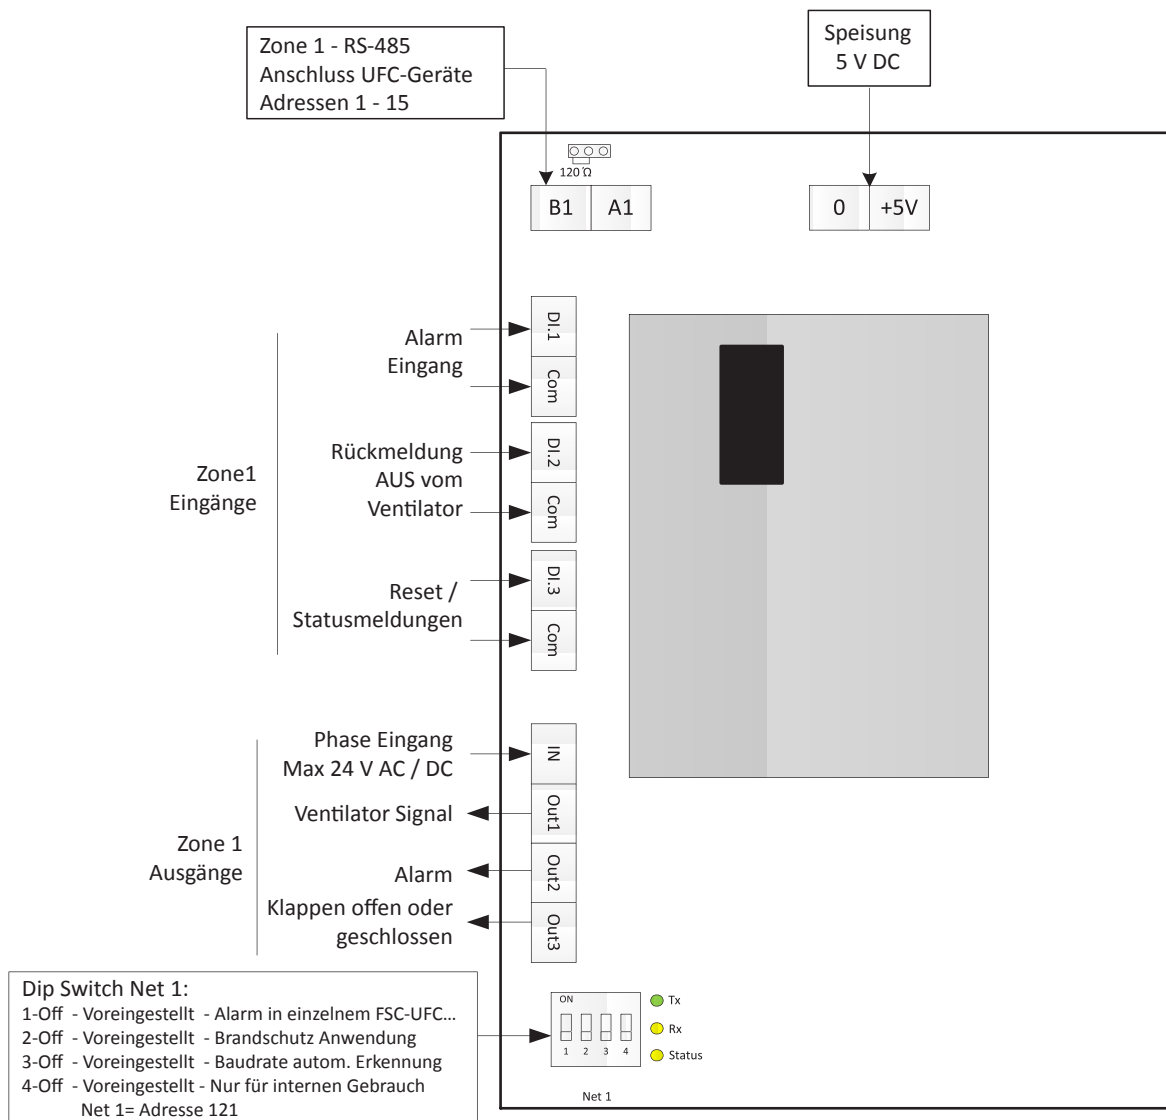 Zone 1 - RS-485
Anschluss UFC-Geräte
Adressen 1 - 15
Speisung
5 V DC
120 Ω
B1
A1
0
+5V
Zone1
Eingänge
Alarm
Eingang
DI.1
Com
Rückmeldung
AUS vom
Ventilator
DI.2
Com
Reset /
Statusmeldungen
DI.3
Com
Zone 1
Ausgänge
Phase Eingang
Max 24 V AC / DC
IN
Ventilator Signal
Out1
Alarm
Out2
Klappen offen oder
geschlossen
Out3
Dip Switch Net 1:
1-Off - Voreingestellt - Alarm in einzelnem FSC-UFC...
2-Off - Voreingestellt - Brandschutz Anwendung
3-Off - Voreingestellt - Baudrate autom. Erkennung
4-Off - Voreingestellt - Nur für internen Gebrauch
Net 1= Adresse 121
ON
1 2 3 4
Tx
Rx
Status
Net 1